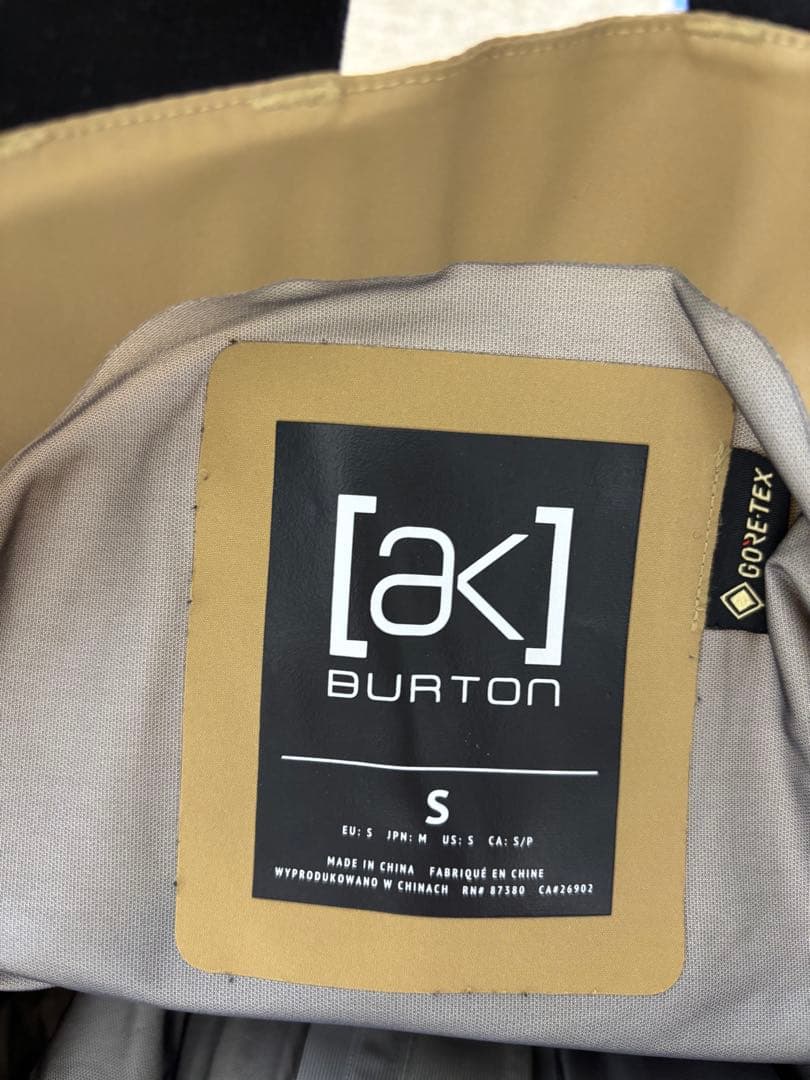 [ak]
BURTON
S
EU: S JPN: M US: S CA: S/P
MADE IN CHINA FABRIQUÉ EN CHINE
WYPRODUKOWANO W CHINACH RN# 87380 CA#26902
GORE-TEX